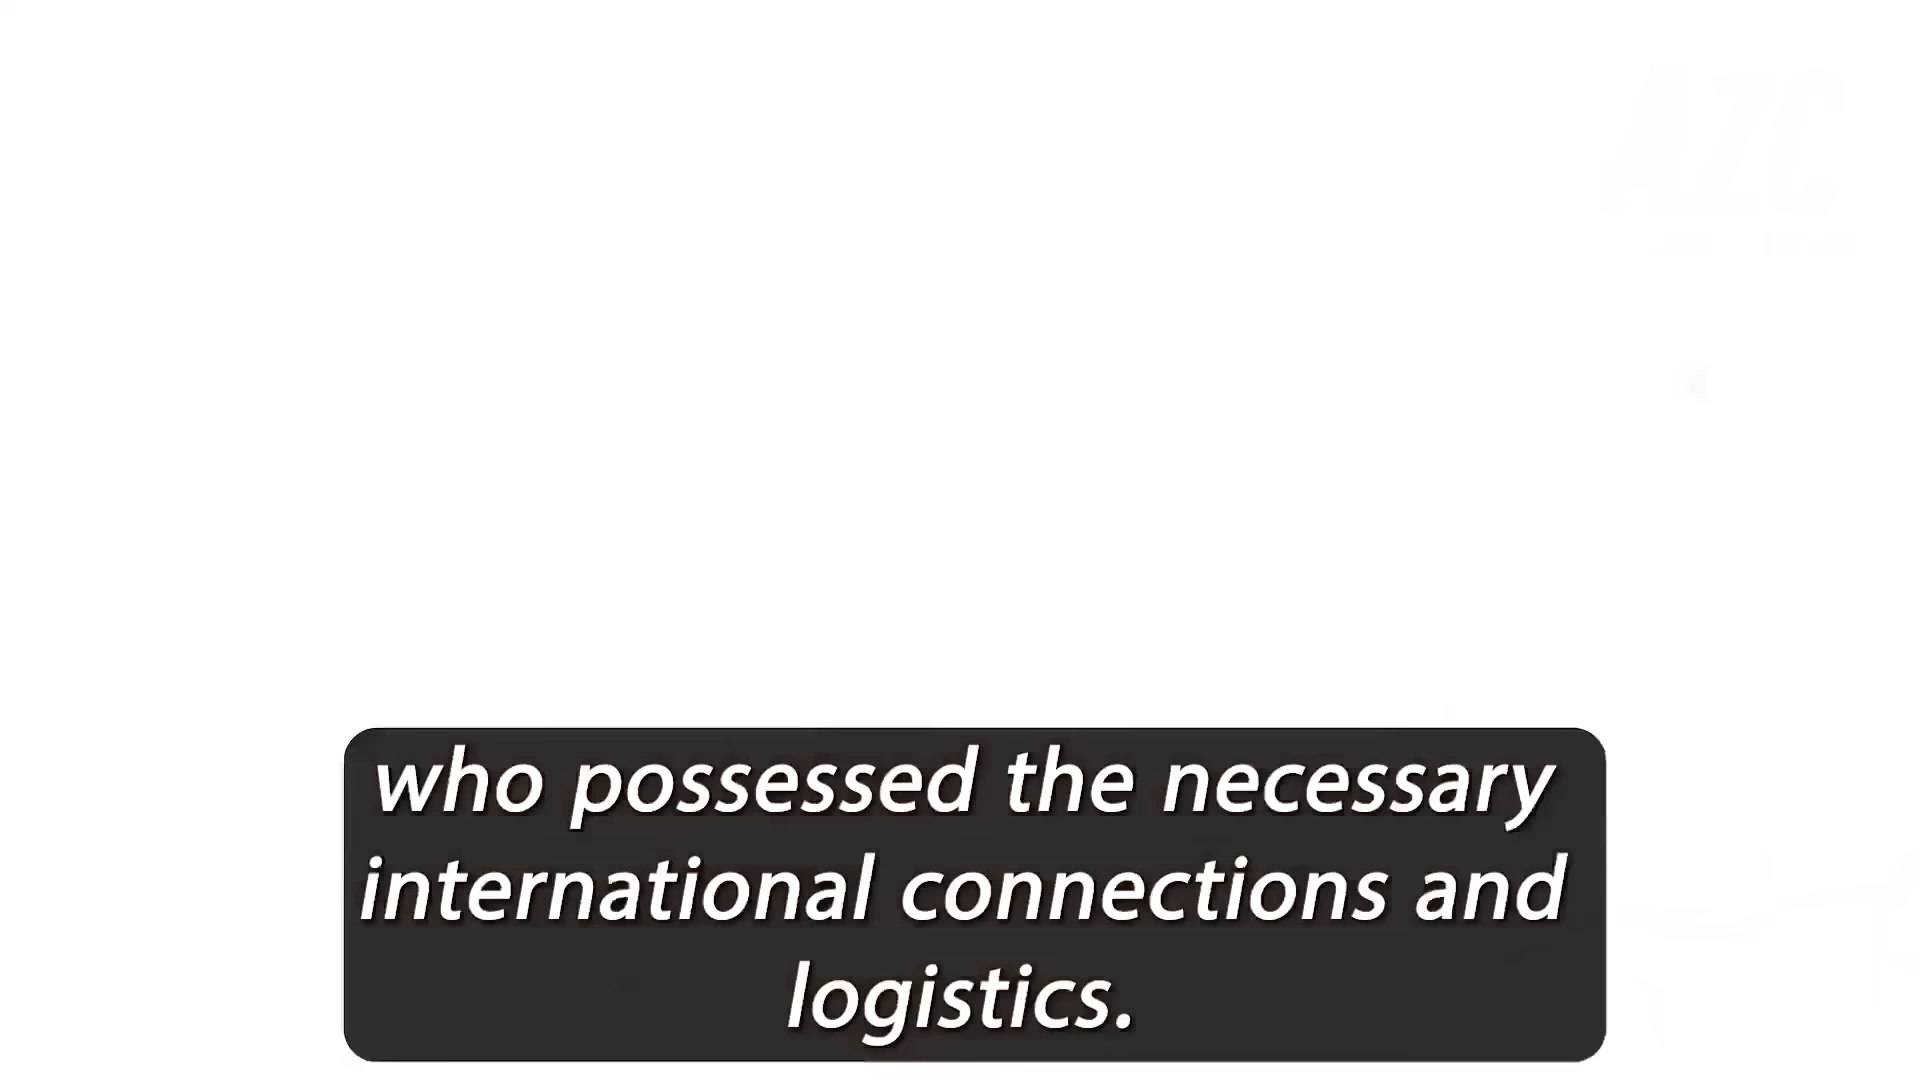 who possessed the necessary
international connections and
logistics.